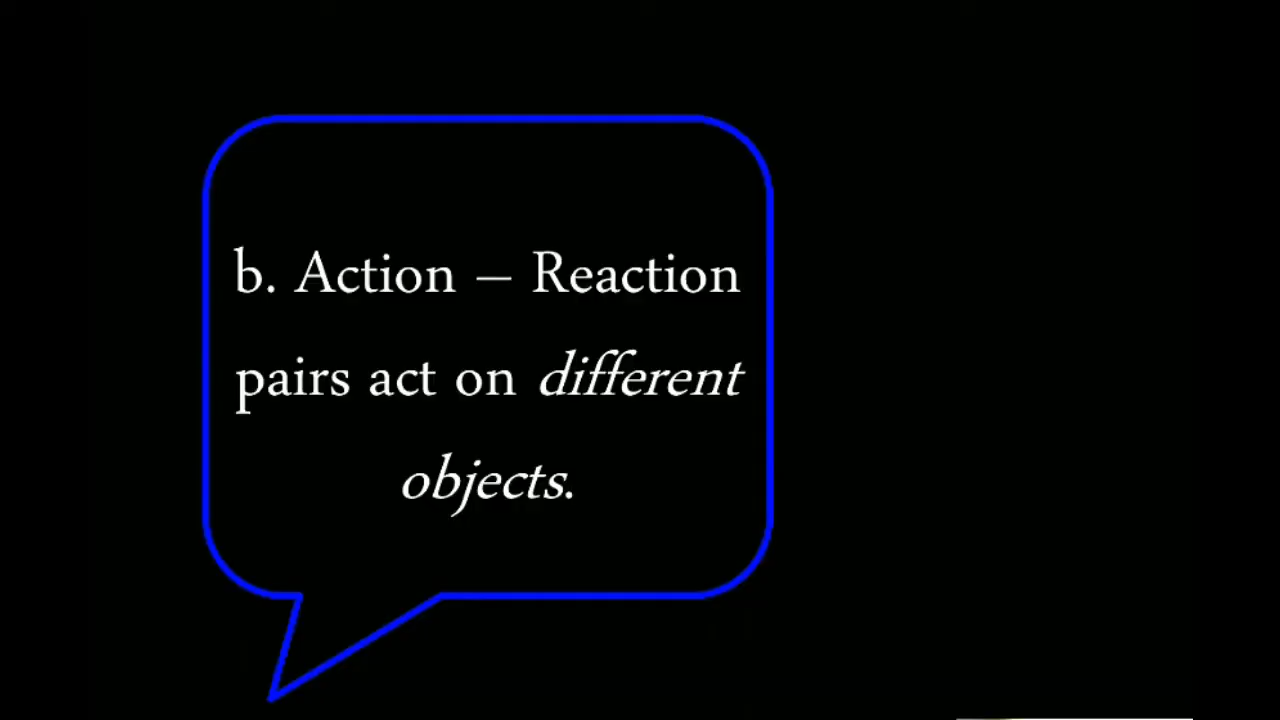 b. Action – Reaction
pairs act on different
objects.